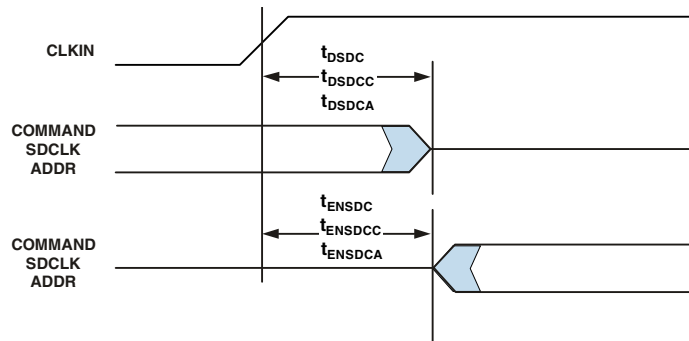 CLKIN
tDSDC
tDSDCC
tDSDCA
COMMAND
SDCLK
ADDR
tENSDC
tENSDCC
tENSDCA
COMMAND
SDCLK
ADDR